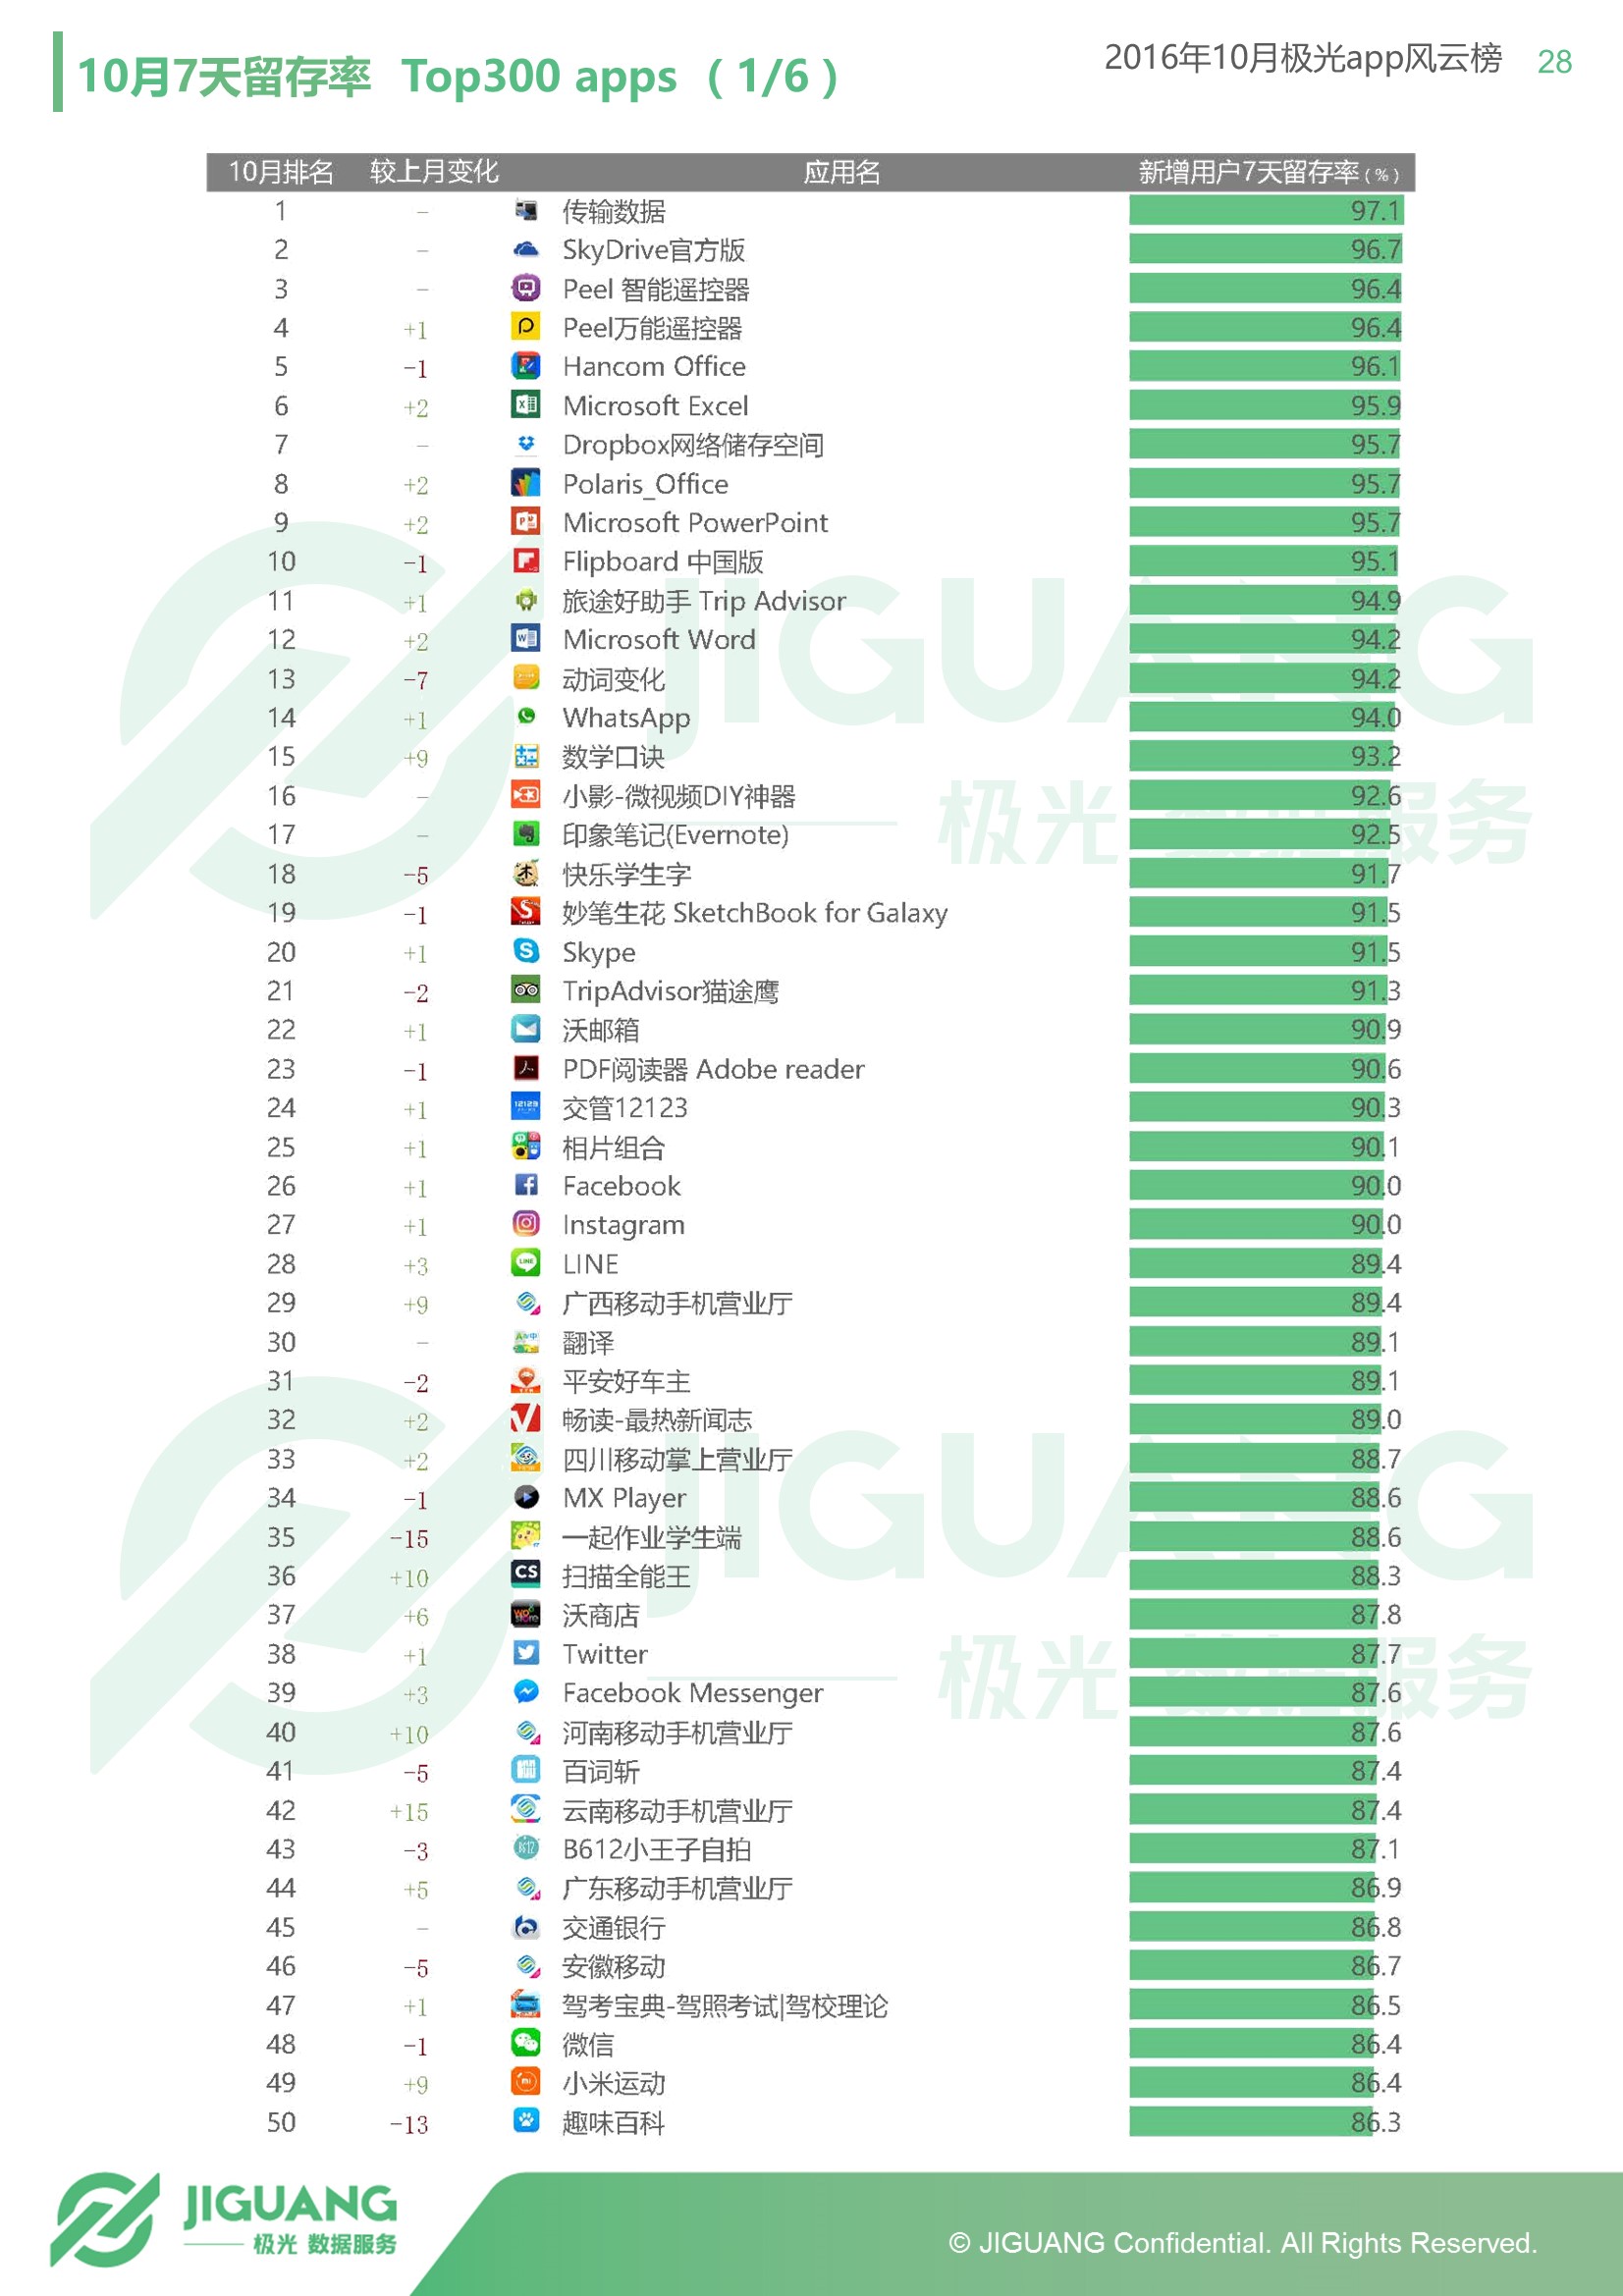 10月7天留存率 Top300 apps （1/6）
2016年10月极光app风云榜 28
10月排名 较上月变化 应用名 新增用户7天留存率(%)
1 – 传输数据 97.1
2 – SkyDrive官方版 96.7
3 – Peel 智能遥控器 96.4
4 +1 Peel万能遥控器 96.4
5 -1 Hancom Office 96.1
6 +2 Microsoft Excel 95.9
7 – Dropbox网络储存空间 95.7
8 +2 Polaris_Office 95.7
9 +2 Microsoft PowerPoint 95.7
10 -1 Flipboard 中国版 95.1
11 +1 旅途好助手 Trip Advisor 94.9
12 +2 Microsoft Word 94.2
13 -7 动词变化 94.2
14 +1 WhatsApp 94.0
15 +9 数学口诀 93.2
16 – 小影-微视频DIY神器 92.6
17 – 印象笔记(Evernote) 92.5
18 -5 快乐学生字 91.7
19 -1 妙笔生花 SketchBook for Galaxy 91.5
20 +1 Skype 91.5
21 -2 TripAdvisor猫途鹰 91.3
22 +1 沃邮箱 90.9
23 -1 PDF阅读器 Adobe reader 90.6
24 +1 交管12123 90.3
25 +1 相片组合 90.1
26 +1 Facebook 90.0
27 +1 Instagram 90.0
28 +3 LINE 89.4
29 +9 广西移动手机营业厅 89.4
30 – 翻译 89.1
31 -2 平安好车主 89.1
32 +2 畅读-最热新闻志 89.0
33 +2 四川移动掌上营业厅 88.7
34 -1 MX Player 88.6
35 -15 一起作业学生端 88.6
36 +10 扫描全能王 88.3
37 +6 沃商店 87.8
38 +1 Twitter 87.7
39 +3 Facebook Messenger 87.6
40 +10 河南移动手机营业厅 87.6
41 -5 百词斩 87.4
42 +15 云南移动手机营业厅 87.4
43 -3 B612小王子自拍 87.1
44 +5 广东移动手机营业厅 86.9
45 – 交通银行 86.8
46 -5 安徽移动 86.7
47 +1 驾考宝典-驾照考试|驾校理论 86.5
48 -1 微信 86.4
49 +9 小米运动 86.4
50 -13 趣味百科 86.3
JIGUANG
极光 数据服务
© JIGUANG Confidential. All Rights Reserved.